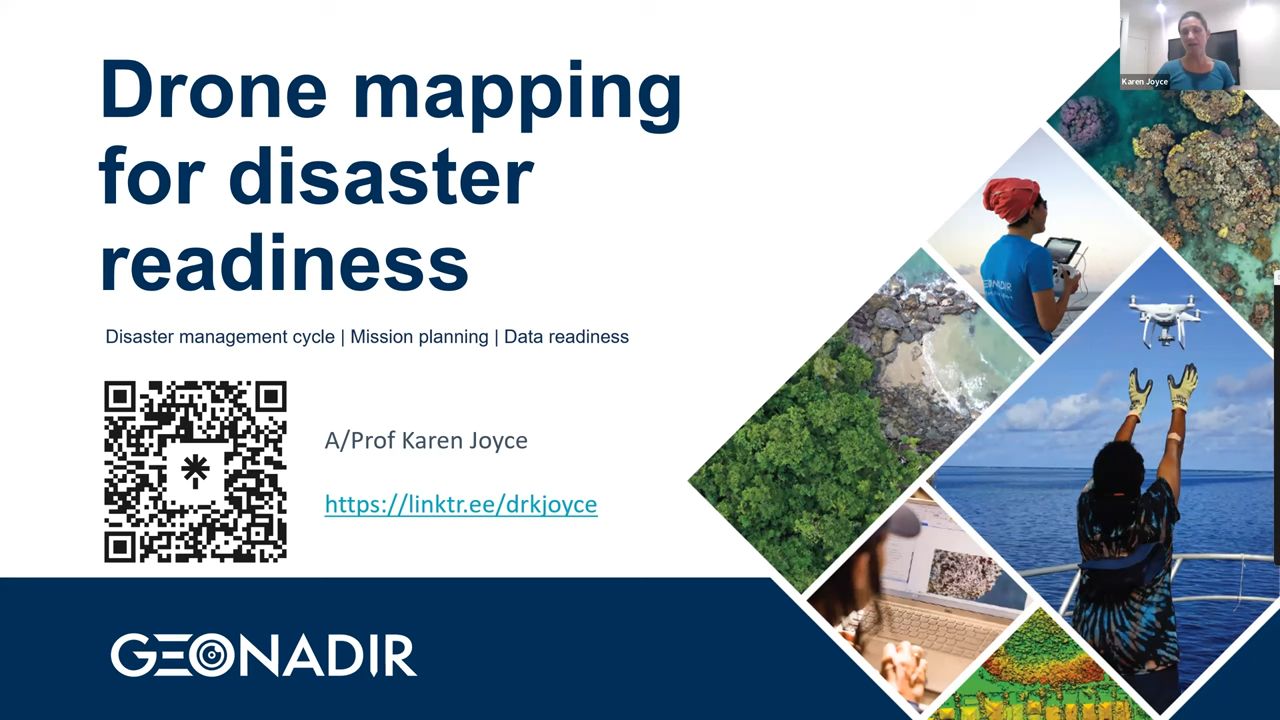 Drone mapping
for disaster
readiness
Disaster management cycle | Mission planning | Data readiness
A/Prof Karen Joyce
https://linktr.ee/drkjoyce
GEONADIR
Karen Joyce
GEONADIR